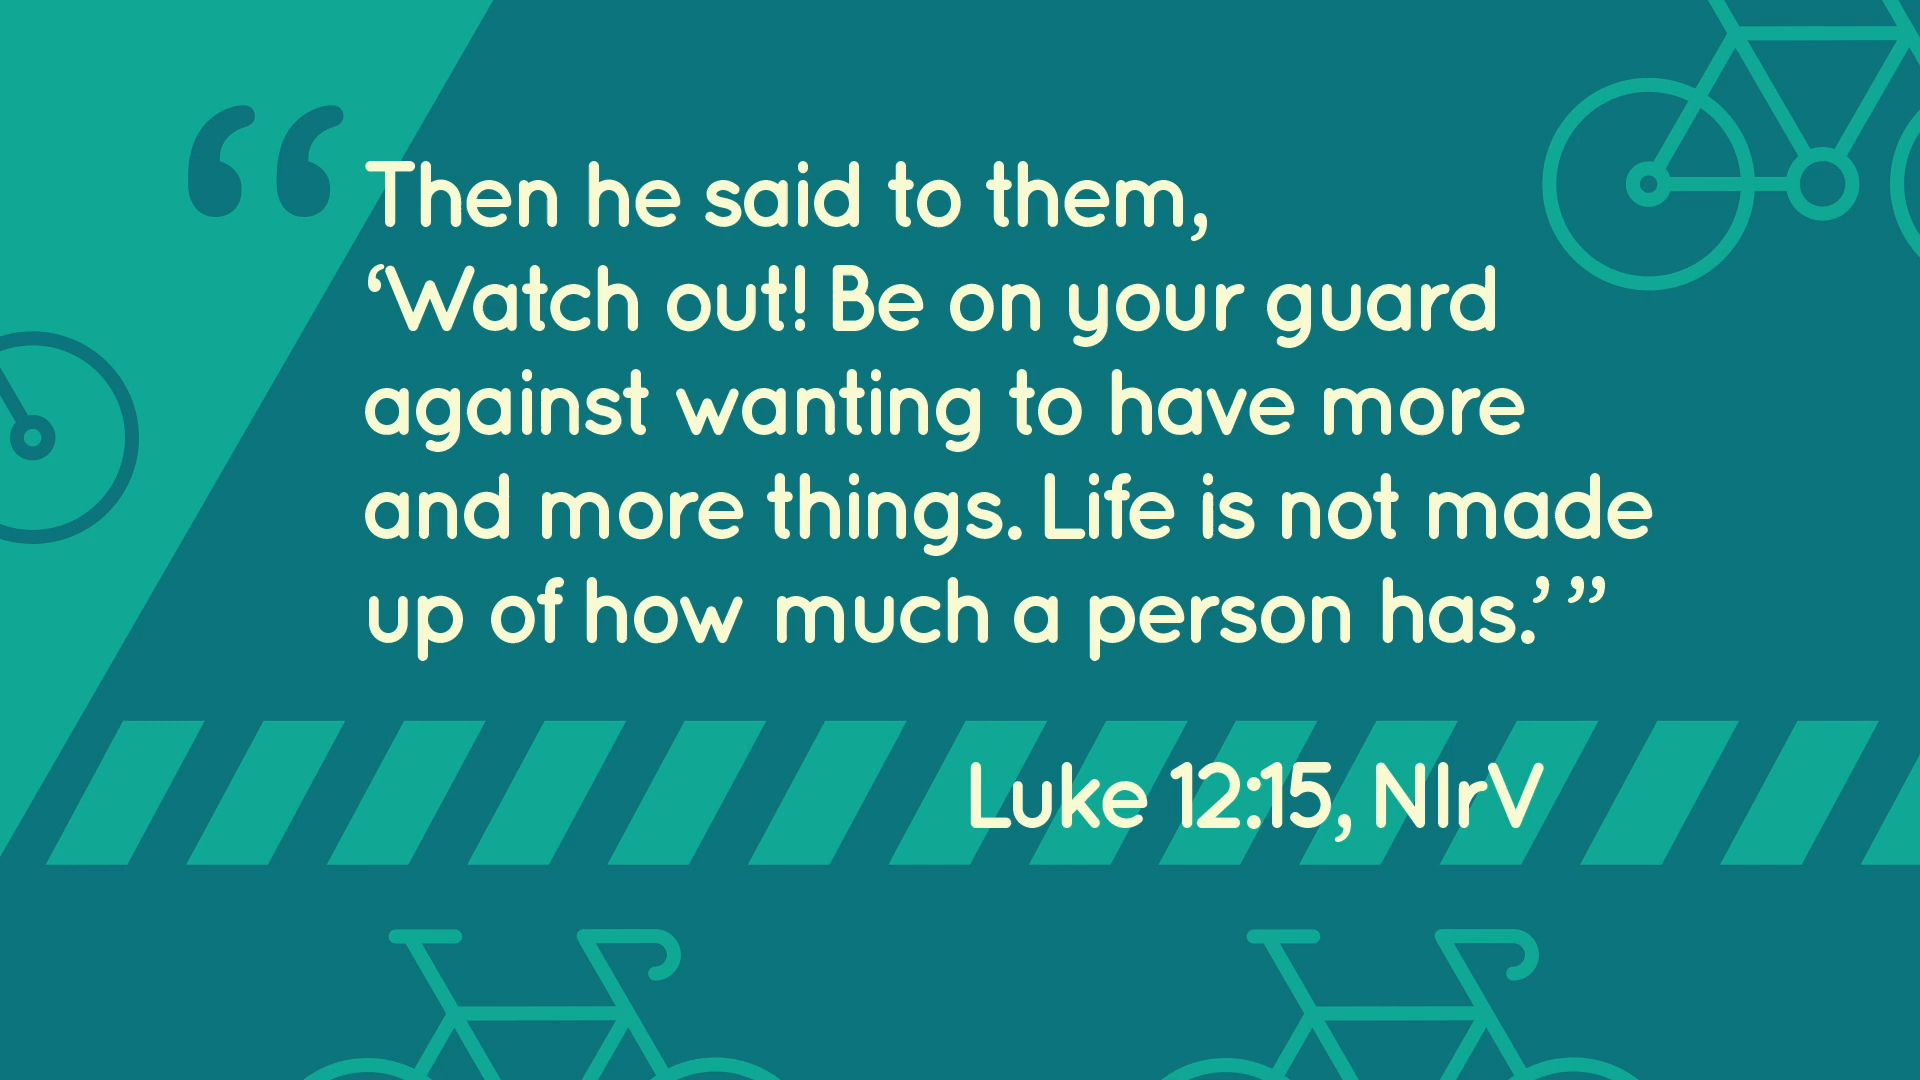 “Then he said to them,
‘Watch out! Be on your guard
against wanting to have more
and more things. Life is not made
up of how much a person has.’ ”
Luke 12:15, NIrV